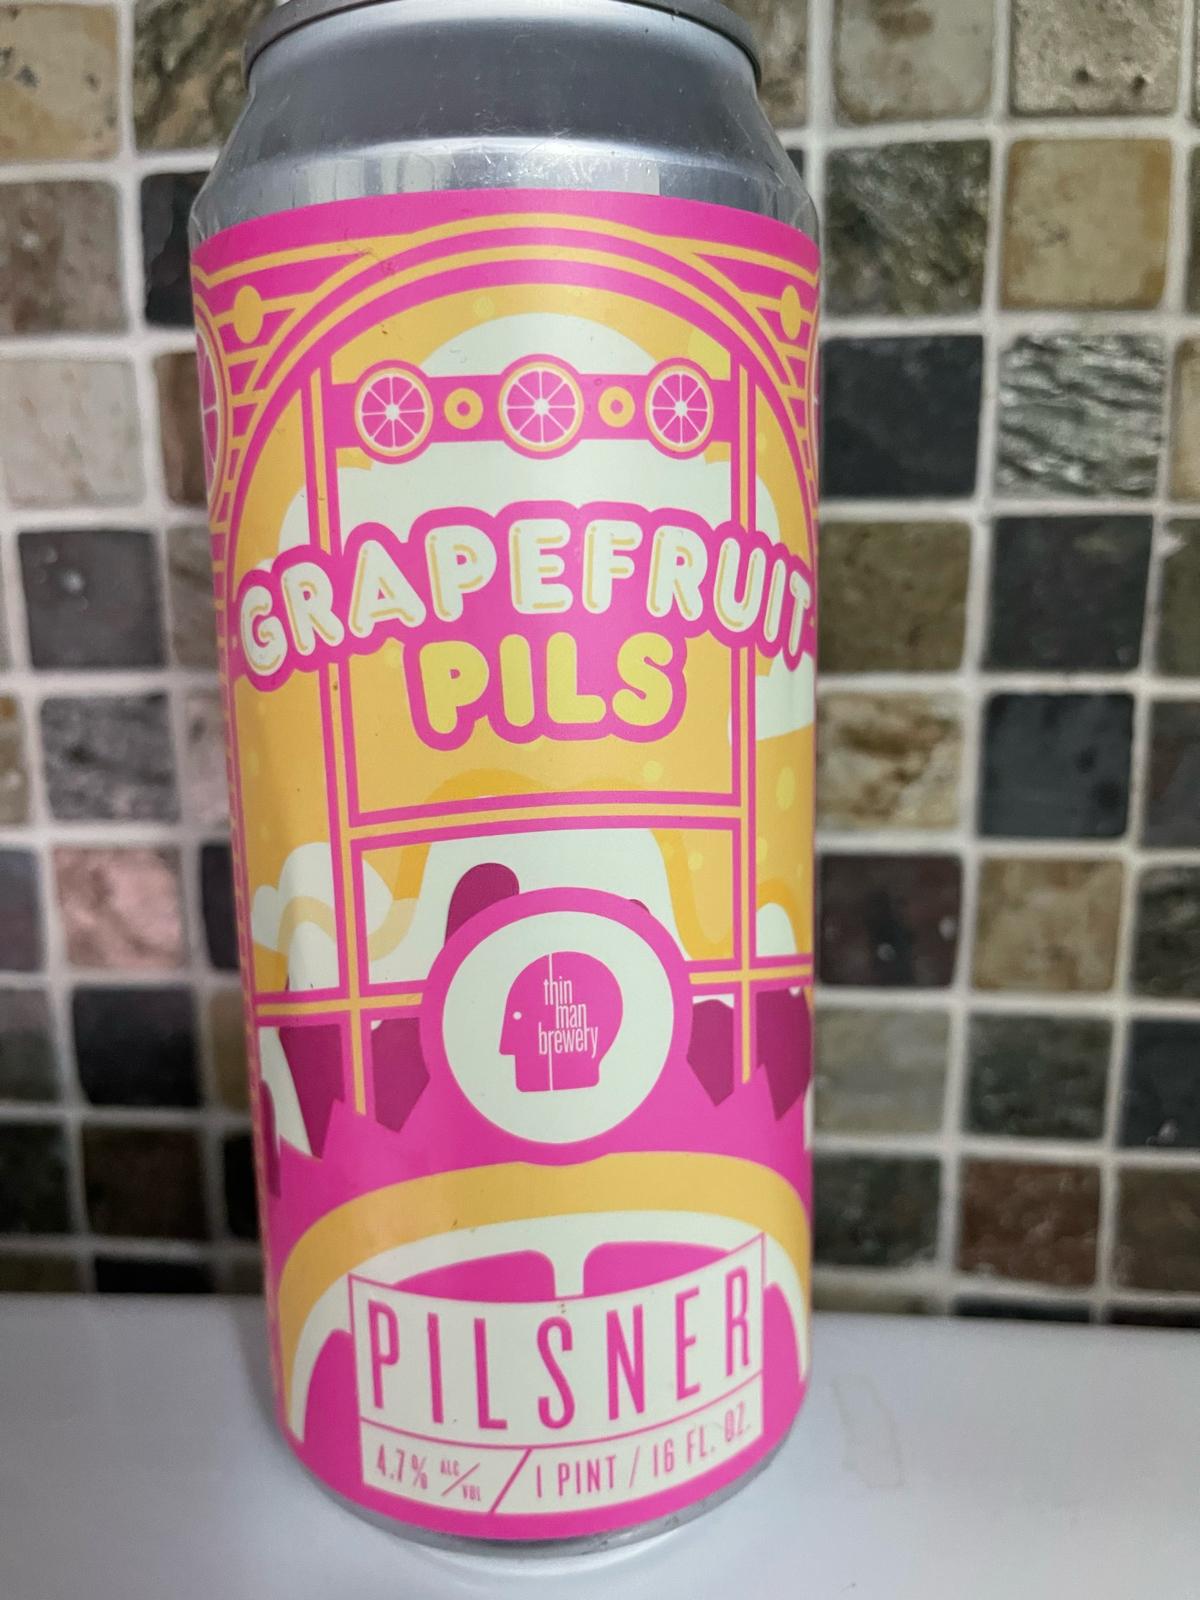 GRAPEFRUIT
PILS
thin
man
brewery
PILSNER
4.7% ALC/VOL / 1 PINT / 16 FL. OZ.